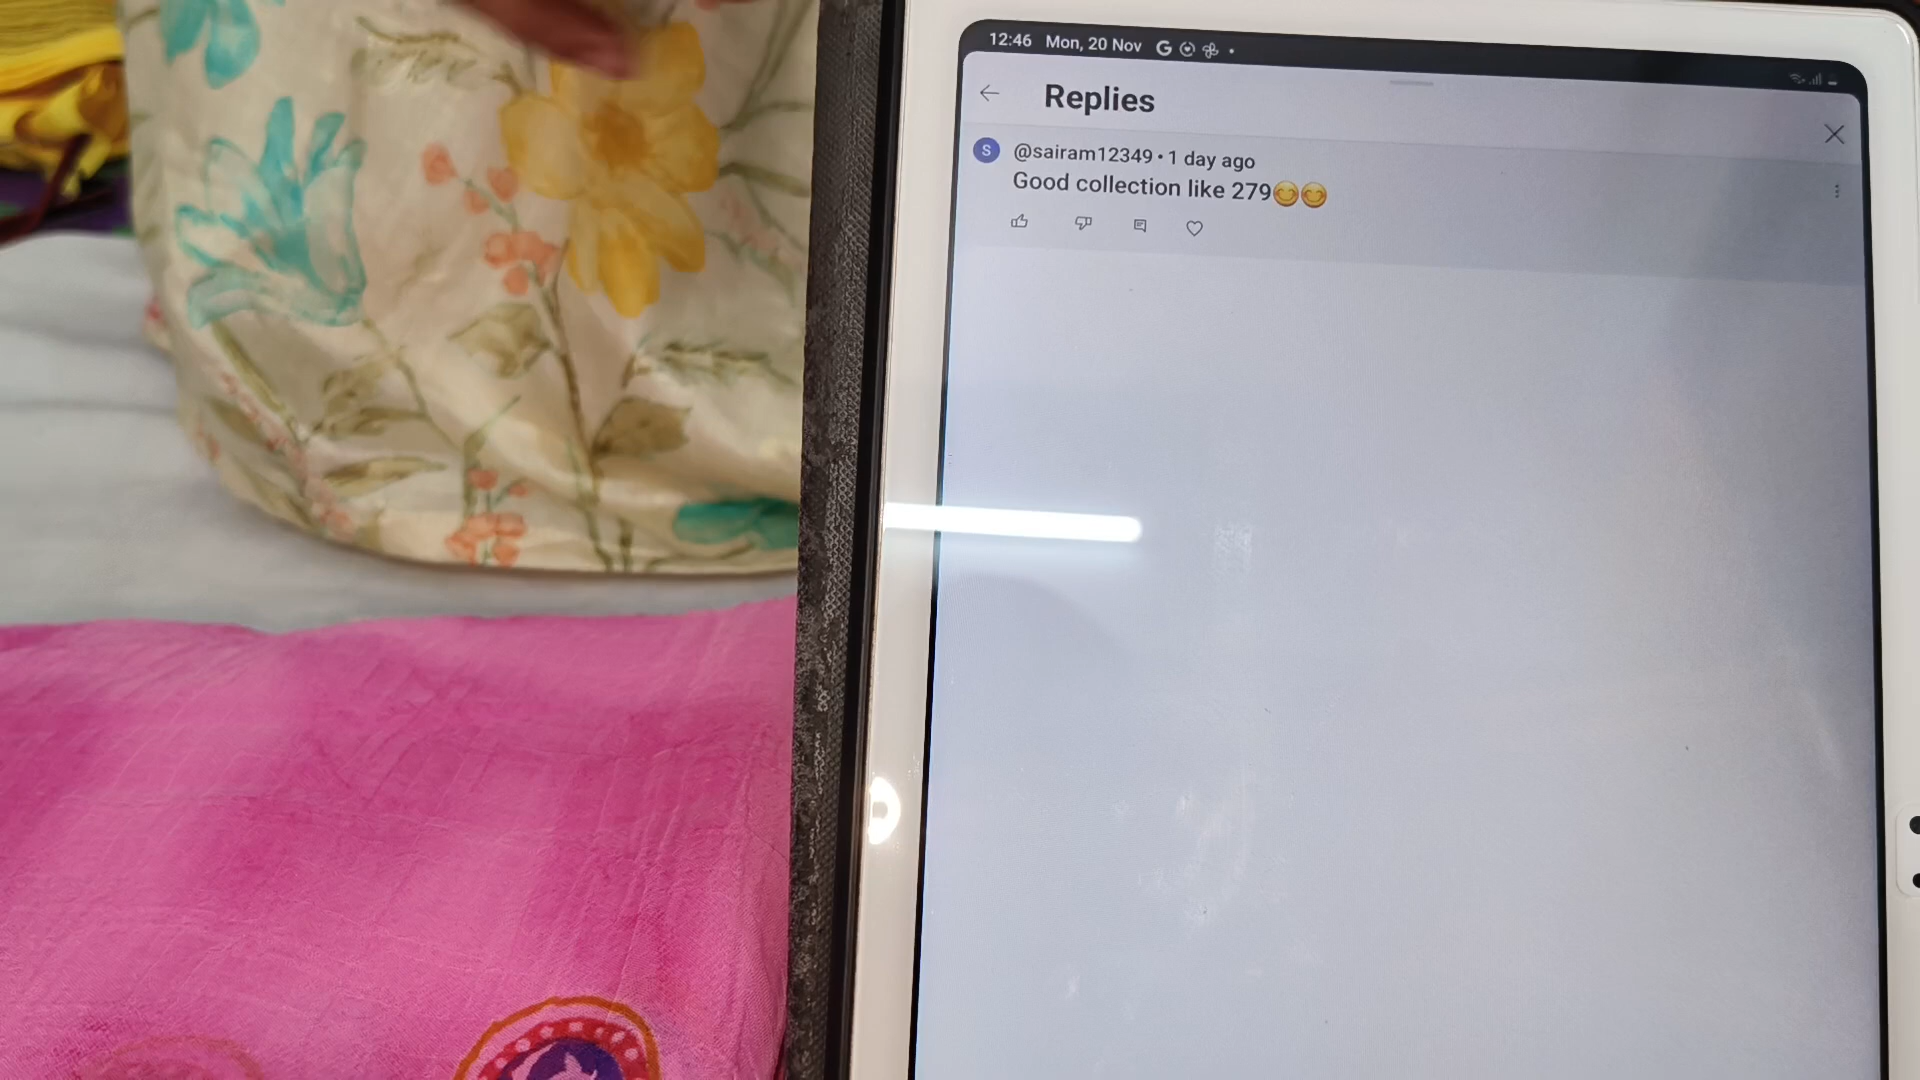 12:46 Mon, 20 Nov G
Replies
S
@sairam12349 • 1 day ago
Good collection like 279😊😊